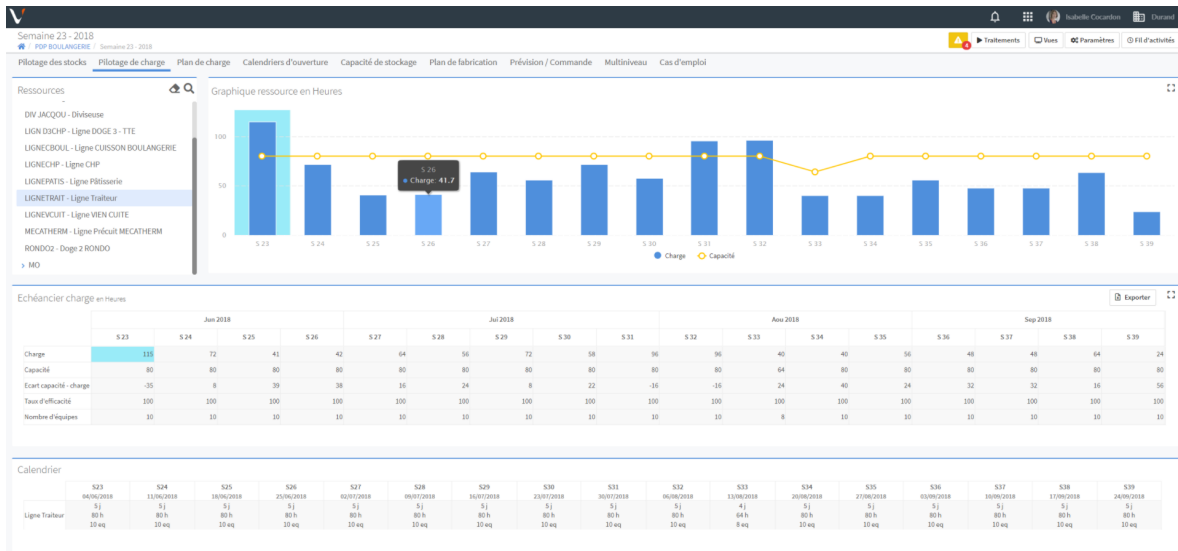 Isabelle Cocardon Durand
Semaine 23 - 2018
/ PDP BOULANGERIE / Semaine 23 - 2018
4 Traitements Vues Paramètres Fil d'activités
Pilotage des stocks Pilotage de charge Plan de charge Calendriers d'ouverture Capacité de stockage Plan de fabrication Prévision / Commande Multiniveau Cas d'emploi
Ressources
DIV JACQOU - Diviseuse
LIGN D3CHP - Ligne DOGE 3 - TTE
LIGNECBOUL - Ligne CUISSON BOULANGERIE
LIGNECHP - Ligne CHP
LIGNEPATIS - Ligne Pâtisserie
LIGNETRAIT - Ligne Traiteur
LIGNEVCUIT - Ligne VIEN CUITE
MECATHERM - Ligne Précuit MECATHERM
RONDO2 - Doge 2 RONDO
> MO
Graphique ressource en Heures
100
50
0
S 26
Charge: 41.7
S 23 S 24 S 25 S 26 S 27 S 28 S 29 S 30 S 31 S 32 S 33 S 34 S 35 S 36 S 37 S 38 S 39
Charge Capacité
Echéancier charge en Heures
Exporter
Jun 2018 Jul 2018 Aou 2018 Sep 2018
S 23 S 24 S 25 S 26 S 27 S 28 S 29 S 30 S 31 S 32 S 33 S 34 S 35 S 36 S 37 S 38 S 39
Charge 115 72 41 42 64 56 72 58 96 96 40 40 56 48 48 64 24
Capacité 80 80 80 80 80 80 80 80 80 80 64 80 80 80 80 80 80
Ecart capacité - charge -35 8 39 38 16 24 8 22 -16 -16 24 40 24 32 32 16 56
Taux d'efficacité 100 100 100 100 100 100 100 100 100 100 100 100 100 100 100 100 100
Nombre d'équipes 10 10 10 10 10 10 10 10 10 10 8 10 10 10 10 10 10
Calendrier
S23 S24 S25 S26 S27 S28 S29 S30 S31 S32 S33 S34 S35 S36 S37 S38 S39
04/06/2018 11/06/2018 18/06/2018 25/06/2018 02/07/2018 09/07/2018 16/07/2018 23/07/2018 30/07/2018 06/08/2018 13/08/2018 20/08/2018 27/08/2018 03/09/2018 10/09/2018 17/09/2018 24/09/2018
5 j 5 j 5 j 5 j 5 j 5 j 5 j 5 j 5 j 5 j 4 j 5 j 5 j 5 j 5 j 5 j 5 j
Ligne Traiteur 80 h 80 h 80 h 80 h 80 h 80 h 80 h 80 h 80 h 80 h 64 h 80 h 80 h 80 h 80 h 80 h 80 h
10 eq 10 eq 10 eq 10 eq 10 eq 10 eq 10 eq 10 eq 10 eq 10 eq 8 eq 10 eq 10 eq 10 eq 10 eq 10 eq 10 eq